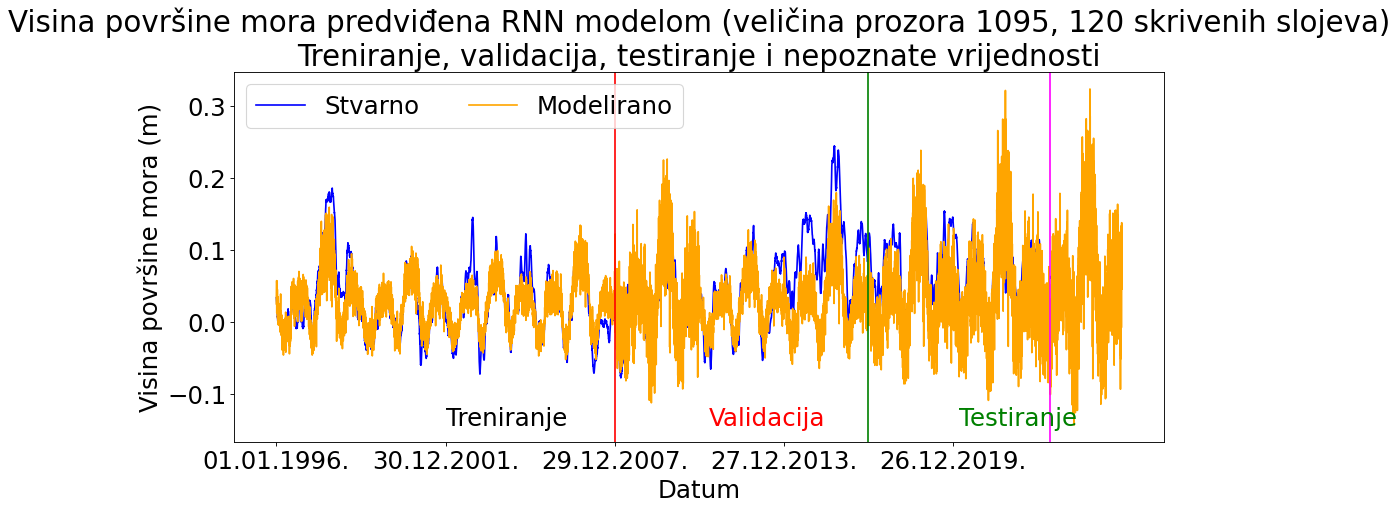 Visina površine mora predviđena RNN modelom (veličina prozora 1095, 120 skrivenih slojeva)
Treniranje, validacija, testiranje i nepoznate vrijednosti
Stvarno Modelirano
Visina površine mora (m)
0.3
0.2
0.1
0.0
−0.1
Treniranje Validacija Testiranje
01.01.1996. 30.12.2001. 29.12.2007. 27.12.2013. 26.12.2019.
Datum